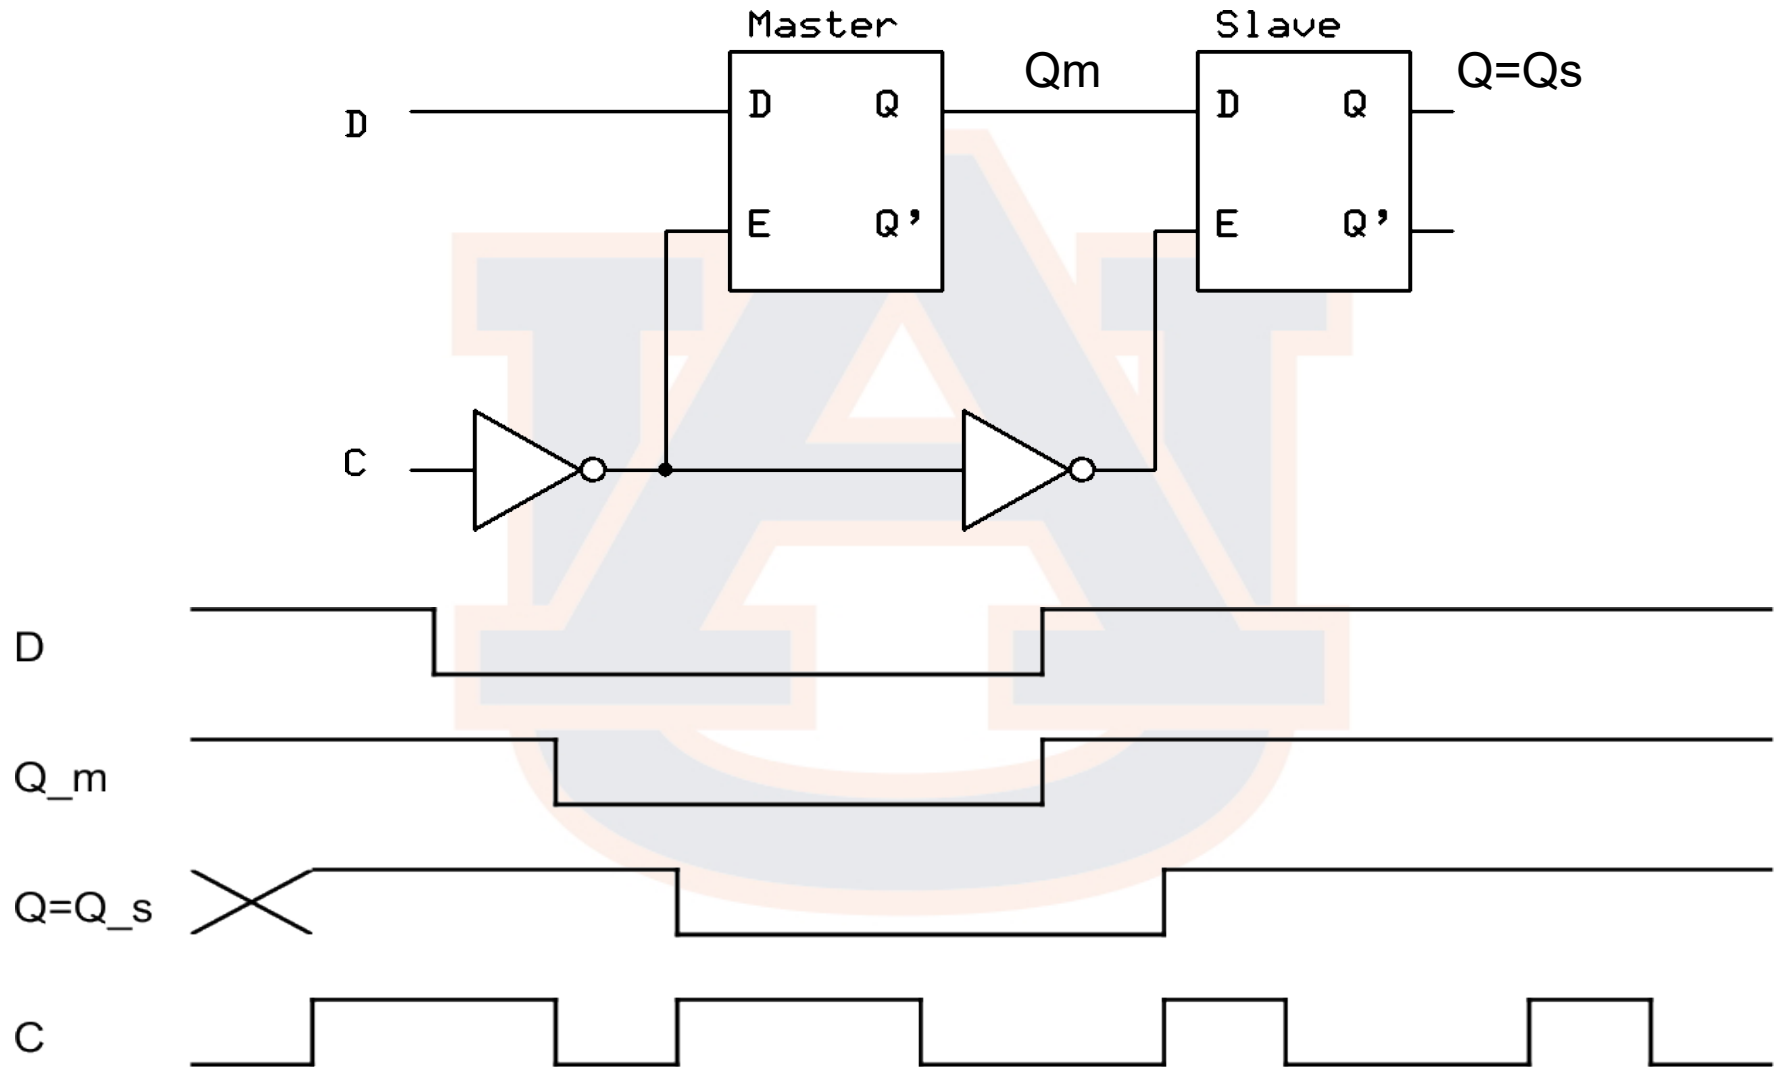 Master Slave
Qm Q=Qs
D D Q D Q
E Q' E Q'
C
D
Q_m
Q=Q_s
C